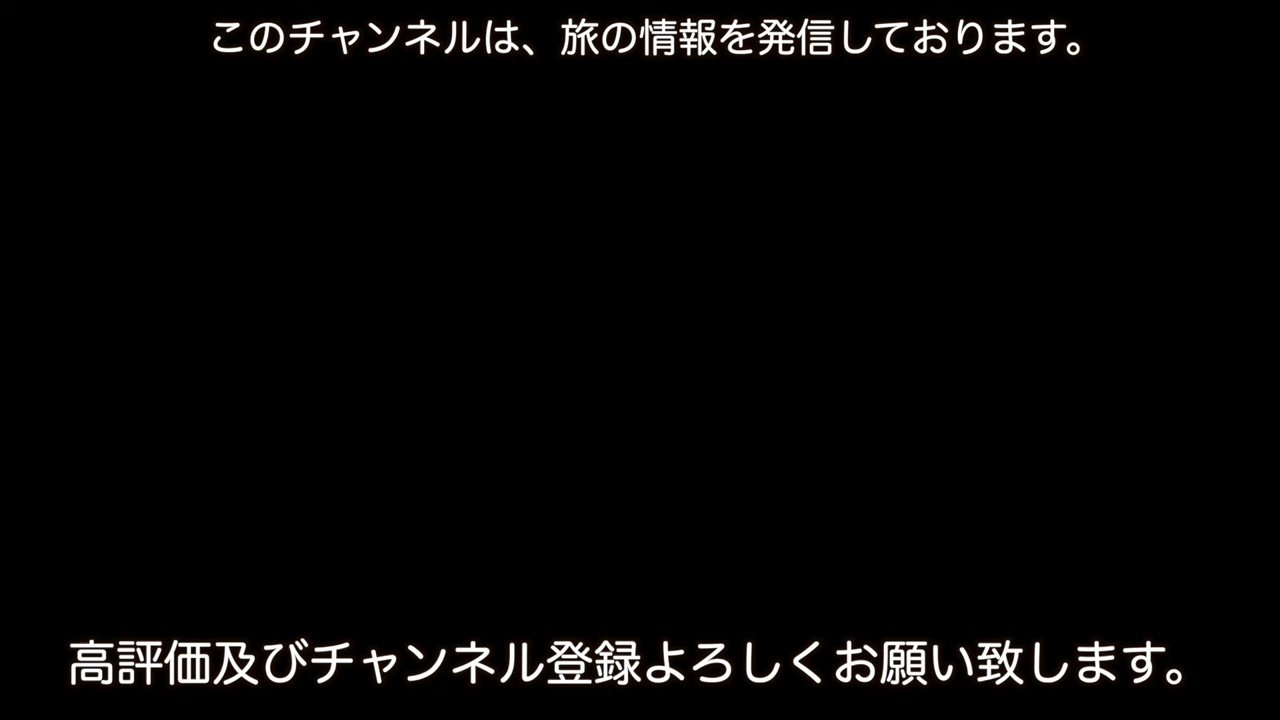 このチャンネルは、旅の情報を発信しております。
高評価及びチャンネル登録よろしくお願い致します。